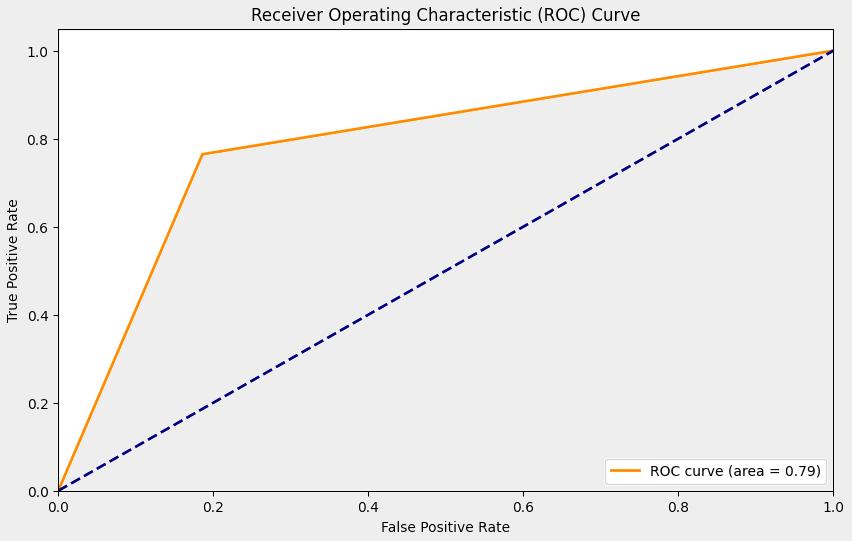 Receiver Operating Characteristic (ROC) Curve
1.0
0.8
0.6
0.4
0.2
0.0
True Positive Rate
ROC curve (area = 0.79)
0.0 0.2 0.4 0.6 0.8 1.0
False Positive Rate